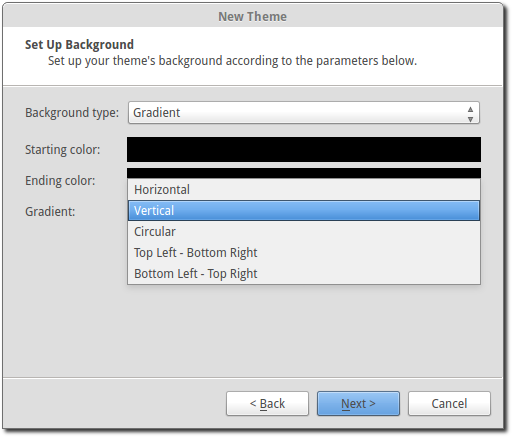 New Theme
Set Up Background
Set up your theme's background according to the parameters below.
Background type: Gradient
Starting color:
Ending color:
Gradient:
Horizontal
Vertical
Circular
Top Left - Bottom Right
Bottom Left - Top Right
< Back Next > Cancel